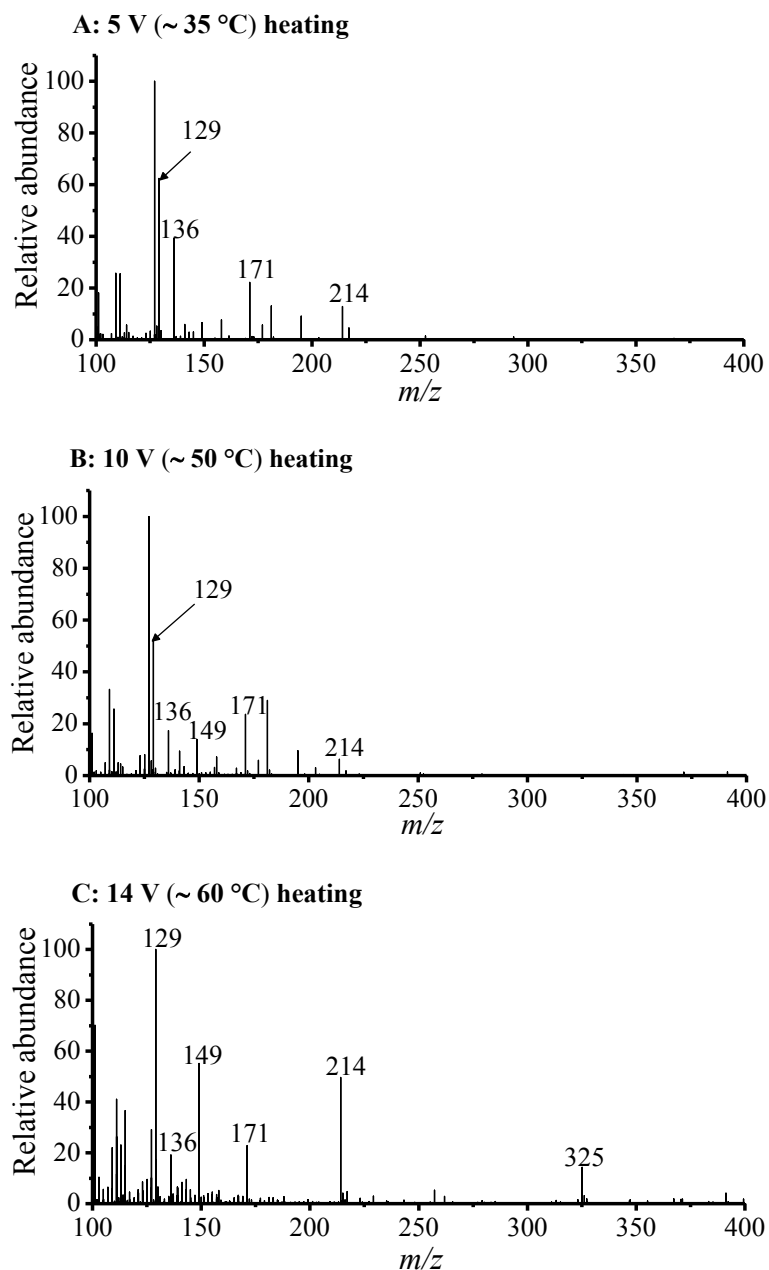 A: 5 V (~ 35 °C) heating
Relative abundance
100
80
60
40
20
0
129
136
171
214
100 150 200 250 300 350 400
m/z
B: 10 V (~ 50 °C) heating
Relative abundance
100
80
60
40
20
0
129
136
149
171
214
100 150 200 250 300 350 400
m/z
C: 14 V (~ 60 °C) heating
Relative abundance
100
80
60
40
20
0
129
149
136
171
214
325
100 150 200 250 300 350 400
m/z